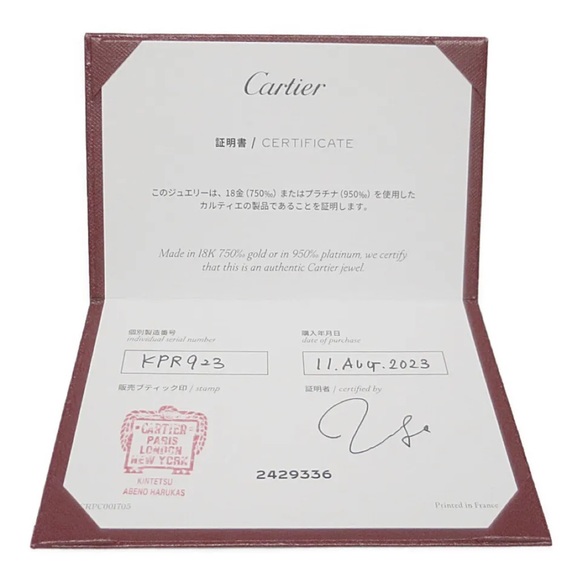 Cartier
証明書 / CERTIFICATE
このジュエリーは、18金(750‰)またはプラチナ(950‰)を使用した
カルティエの製品であることを証明します。
Made in 18K 750‰ gold or in 950‰ platinum, we certify
that this is an authentic Cartier jewel.
個別製造番号
individual serial number
KPR923
購入年月日
date of purchase
11.AUG.2023
販売ブティック印 / stamp
証明者 / certified by
CARTIER
PARIS
LONDON
NEW YORK
KINTETSU
ABENO HARUKAS
2429336
Printed in France